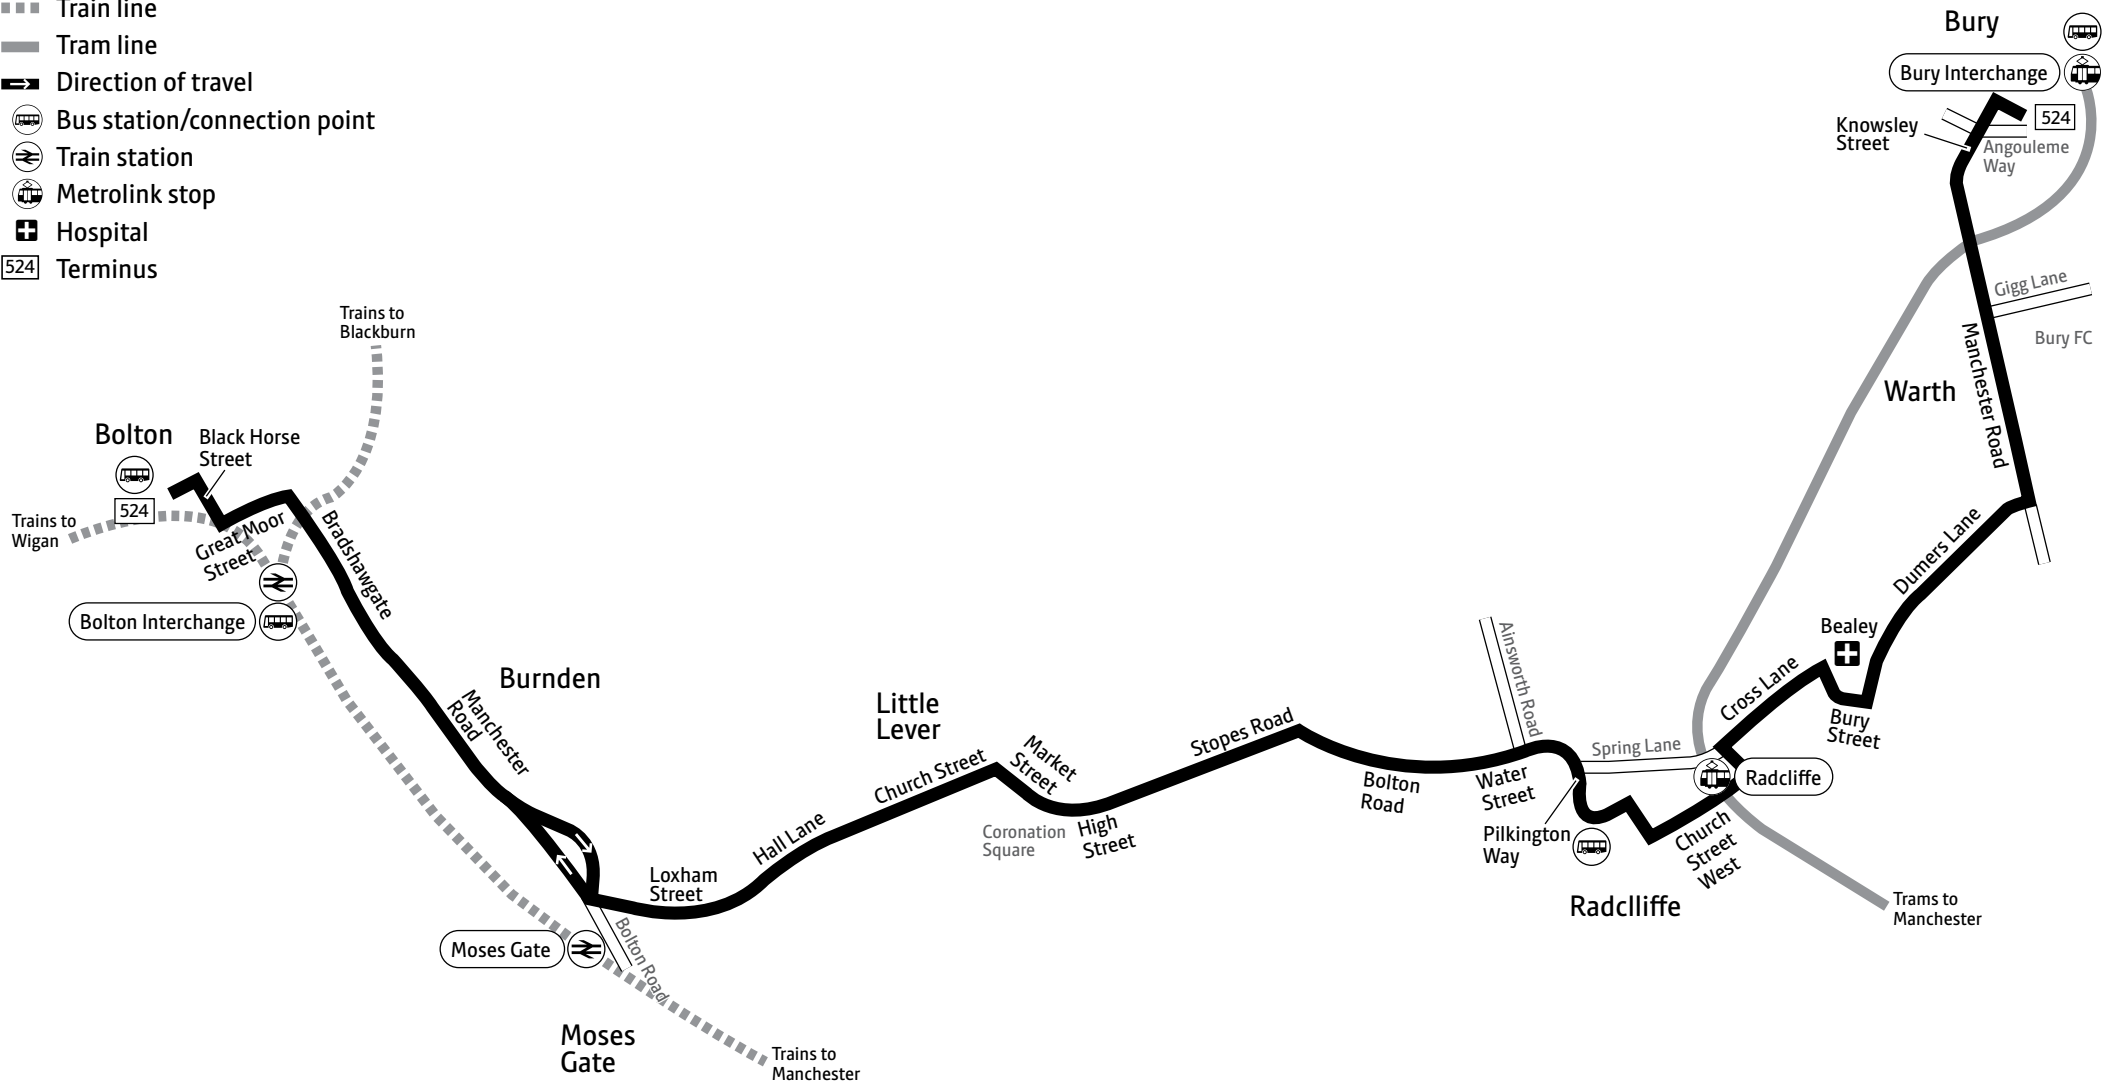 Train line
Tram line
Direction of travel
Bus station/connection point
Train station
Metrolink stop
Hospital
524
Terminus
Bury
Bury Interchange
524
Knowsley
Street
Angouleme
Way
Gigg Lane
Bury FC
Manchester Road
Warth
Dumers Lane
Bealey
Cross Lane
Bury
Street
Trains to
Blackburn
Bolton
Black Horse
Street
524
Trains to
Wigan
Great Moor
Street
Bradshawgate
Bolton Interchange
Burnden
Manchester
Road
Little
Lever
Church Street
Market
Street
Stopes Road
Ainsworth Road
Spring Lane
Radcliffe
Bolton
Road
Water
Street
Hall Lane
Coronation
Square
High
Street
Pilkington
Way
Church
Street
West
Radclliffe
Loxham
Street
Trams to
Manchester
Moses Gate
Bolton Road
Moses
Gate
Trains to
Manchester